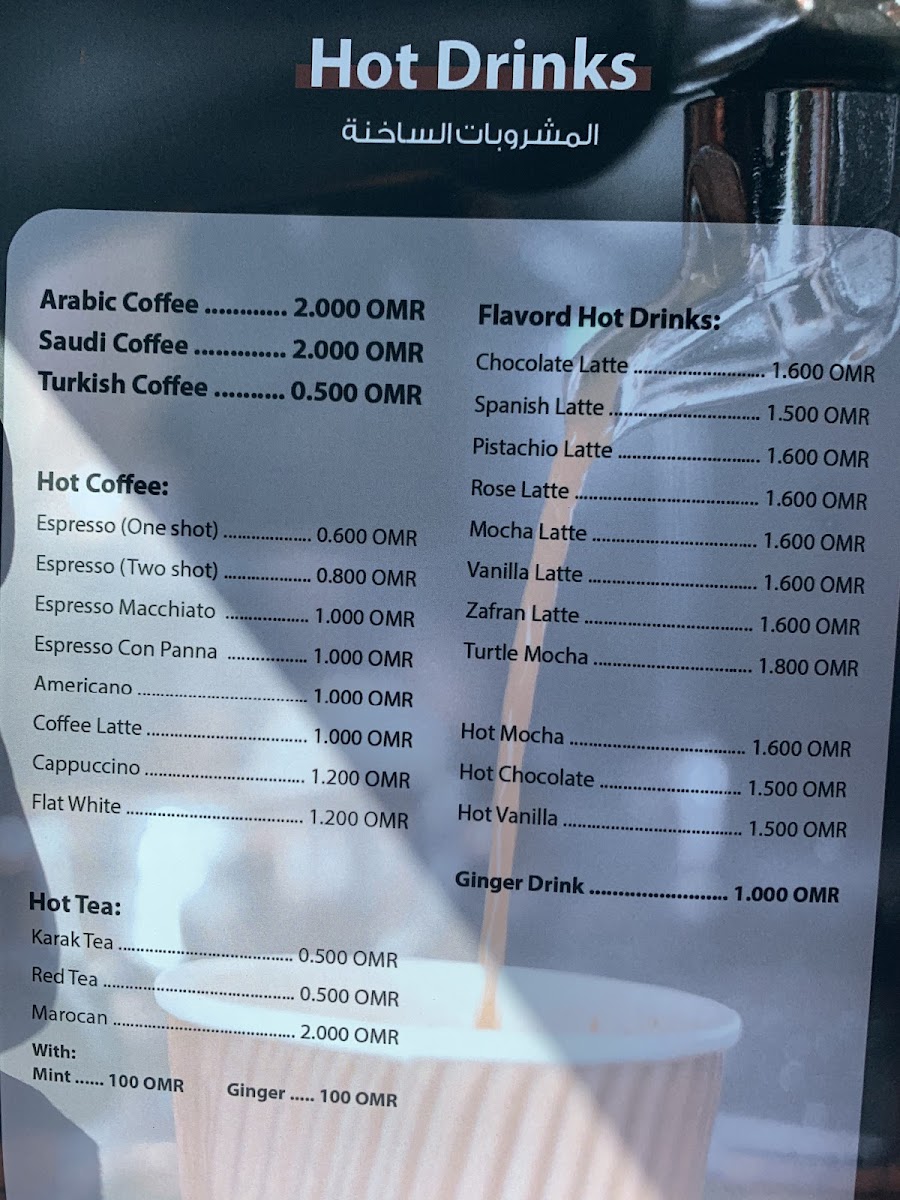 Hot Drinks
المشروبات الساخنة
Arabic Coffee ............ 2.000 OMR
Saudi Coffee ............. 2.000 OMR
Turkish Coffee .......... 0.500 OMR
Hot Coffee:
Espresso (One shot) .................. 0.600 OMR
Espresso (Two shot) .................. 0.800 OMR
Espresso Macchiato ................. 1.000 OMR
Espresso Con Panna ................ 1.000 OMR
Americano .................................. 1.000 OMR
Coffee Latte ................................ 1.000 OMR
Cappuccino ................................ 1.200 OMR
Flat White ................................... 1.200 OMR
Hot Tea:
Karak Tea ................................... 0.500 OMR
Red Tea ...................................... 0.500 OMR
Marocan .................................... 2.000 OMR
With:
Mint ...... 100 OMR Ginger ..... 100 OMR
Flavord Hot Drinks:
Chocolate Latte .......................... 1.600 OMR
Spanish Latte .............................. 1.500 OMR
Pistachio Latte ............................ 1.600 OMR
Rose Latte ..................................... 1.600 OMR
Mocha Latte ................................. 1.600 OMR
Vanilla Latte .................................. 1.600 OMR
Zafran Latte .................................. 1.600 OMR
Turtle Mocha ................................ 1.800 OMR
Hot Mocha ................................... 1.600 OMR
Hot Chocolate ............................ 1.500 OMR
Hot Vanilla .................................... 1.500 OMR
Ginger Drink ........................ 1.000 OMR